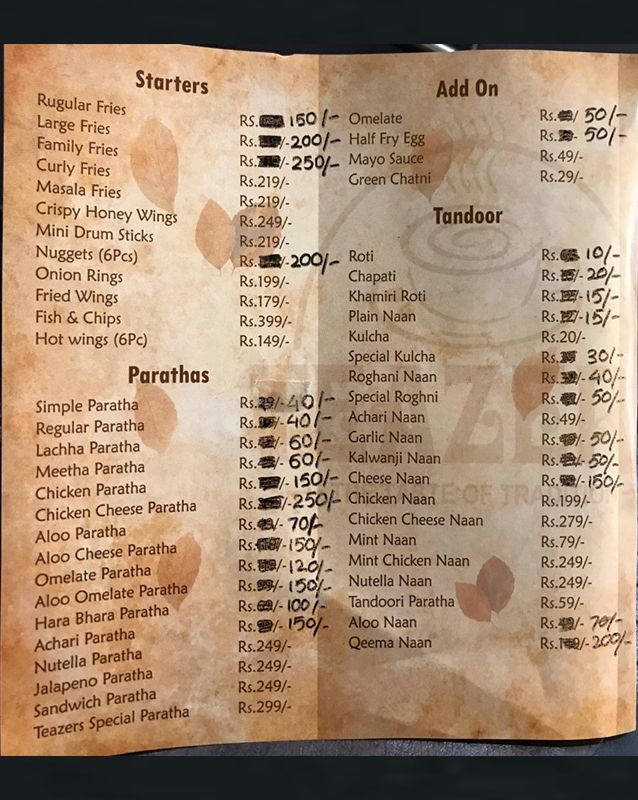 Starters
Rugular Fries Rs. 150/-
Large Fries Rs. /-200/-
Family Fries Rs. /-250/-
Curly Fries Rs.219/-
Masala Fries Rs.219/-
Crispy Honey Wings Rs.249/-
Mini Drum Sticks Rs.219/-
Nuggets (6Pcs) Rs. /-200/-
Onion Rings Rs.199/-
Fried Wings Rs.179/-
Fish & Chips Rs.399/-
Hot wings (6Pc) Rs.149/-
Parathas
Simple Paratha Rs. /-40/-
Regular Paratha Rs. /-40/-
Lachha Paratha Rs. /-60/-
Meetha Paratha Rs. /-60/-
Chicken Paratha Rs. /-150/-
Chicken Cheese Paratha Rs. /-250/-
Aloo Paratha Rs. /-70/-
Aloo Cheese Paratha Rs. /-150/-
Omelate Paratha Rs. /-120/-
Aloo Omelate Paratha Rs. /-150/-
Hara Bhara Paratha Rs. /-100/-
Achari Paratha Rs. /-150/-
Nutella Paratha Rs.249/-
Jalapeno Paratha Rs.249/-
Sandwich Paratha Rs.249/-
Teazers Special Paratha Rs.299/-
Add On
Omelate Rs. /50/-
Half Fry Egg Rs. 50/-
Mayo Sauce Rs.49/-
Green Chatni Rs.29/-
Tandoor
Roti Rs. 10/-
Chapati Rs. /-20/-
Khamiri Roti Rs. /-15/-
Plain Naan Rs. /-15/-
Kulcha Rs.20/-
Special Kulcha Rs. 30/-
Roghani Naan Rs. /-40/-
Special Roghni Rs. /-50/-
Achari Naan Rs.49/-
Garlic Naan Rs. /-50/-
Kalwanji Naan Rs. /-50/-
Cheese Naan Rs. /-150/-
Chicken Naan Rs.199/-
Chicken Cheese Naan Rs.279/-
Mint Naan Rs.79/-
Mint Chicken Naan Rs.249/-
Nutella Naan Rs.249/-
Tandoori Paratha Rs.59/-
Aloo Naan Rs. /-70/-
Qeema Naan Rs. /-200/-